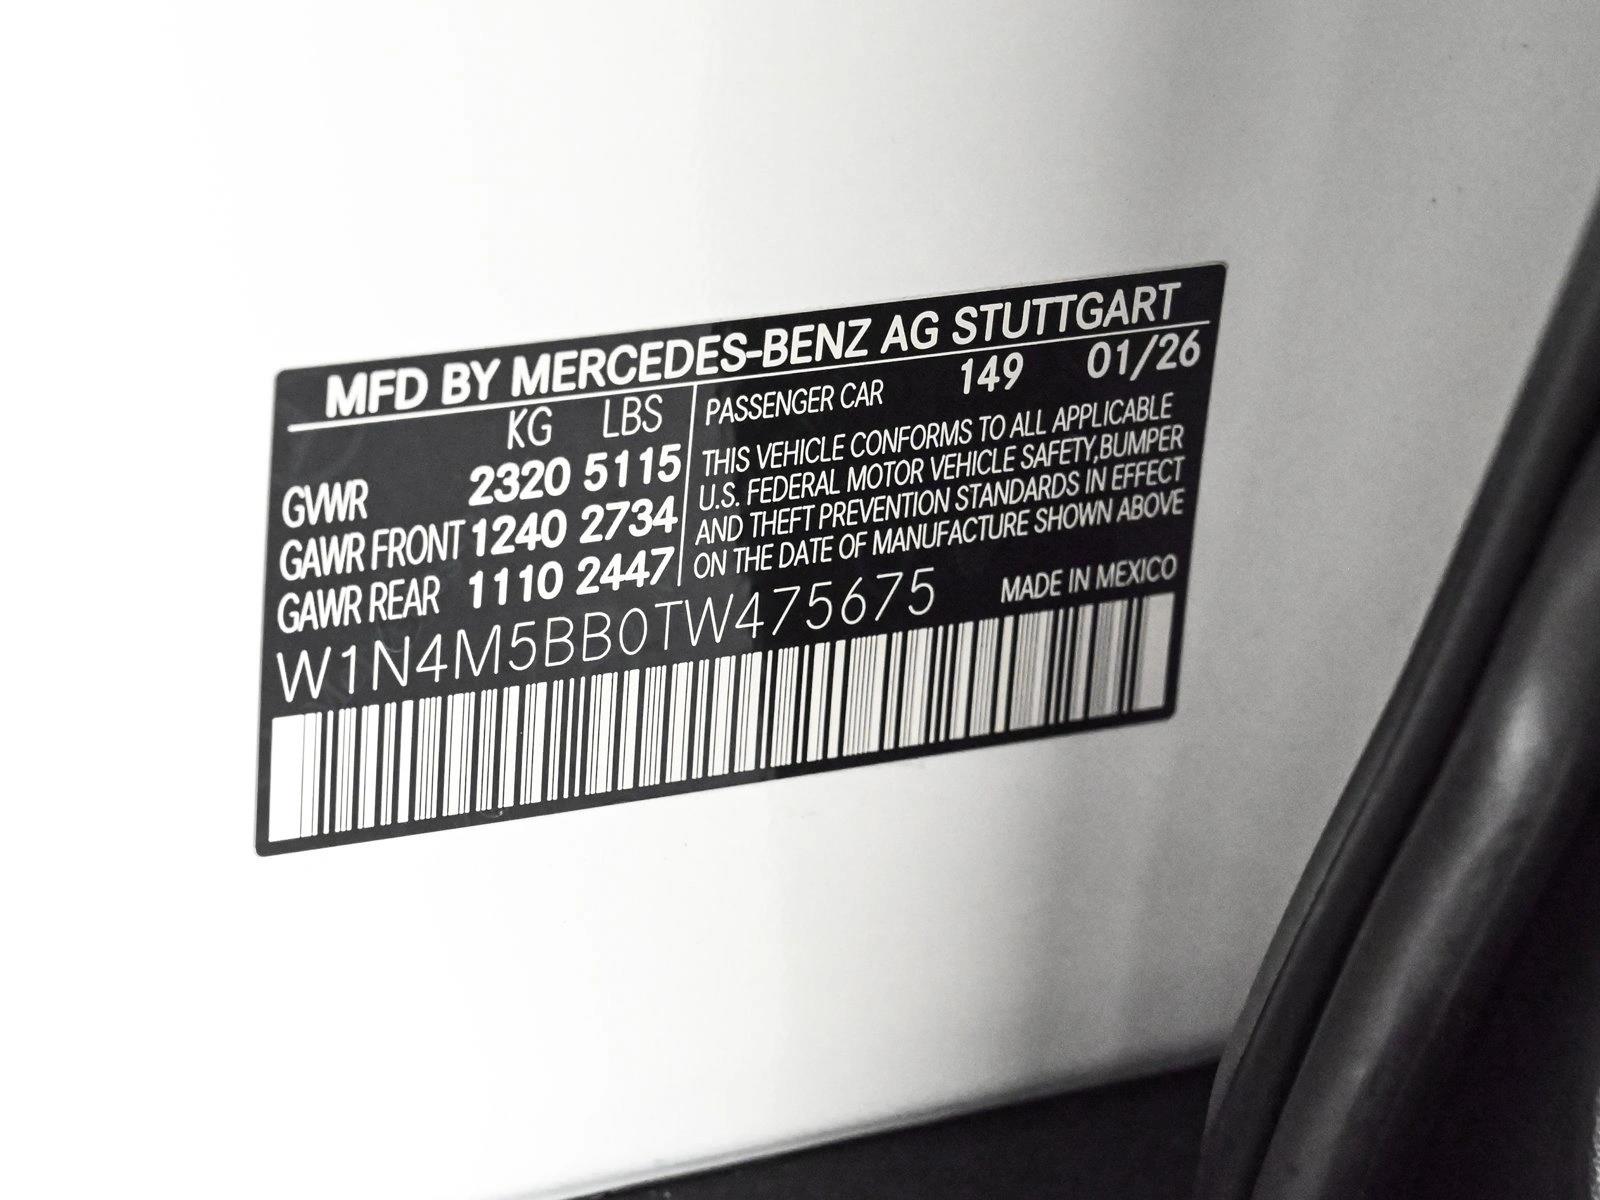 MFD BY MERCEDES-BENZ AG STUTTGART
KG LBS
GVWR 2320 5115
GAWR FRONT 1240 2734
GAWR REAR 1110 2447
PASSENGER CAR 149 01/26
THIS VEHICLE CONFORMS TO ALL APPLICABLE
U.S. FEDERAL MOTOR VEHICLE SAFETY,BUMPER
AND THEFT PREVENTION STANDARDS IN EFFECT
ON THE DATE OF MANUFACTURE SHOWN ABOVE
W1N4M5BB0TW475675 MADE IN MEXICO